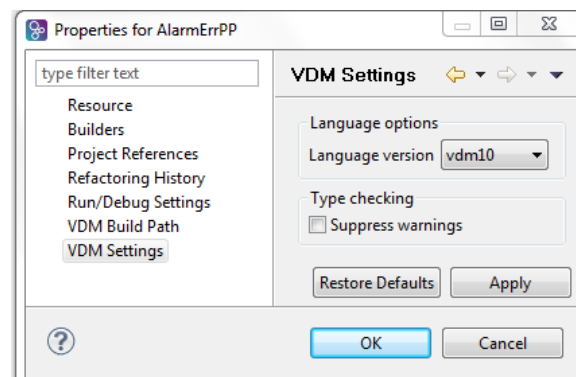 Properties for AlarmErrPP
type filter text
Resource
Builders
Project References
Refactoring History
Run/Debug Settings
VDM Build Path
VDM Settings
VDM Settings
Language options
Language version vdm10
Type checking
Suppress warnings
Restore Defaults Apply
? OK Cancel